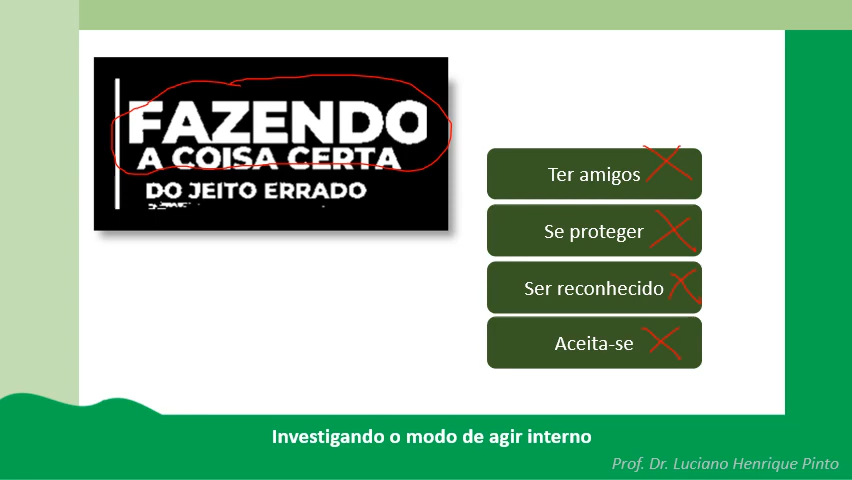 FAZENDO
A COISA CERTA
DO JEITO ERRADO
Ter amigos
Se proteger
Ser reconhecido
Aceita-se
Investigando o modo de agir interno
Prof. Dr. Luciano Henrique Pinto